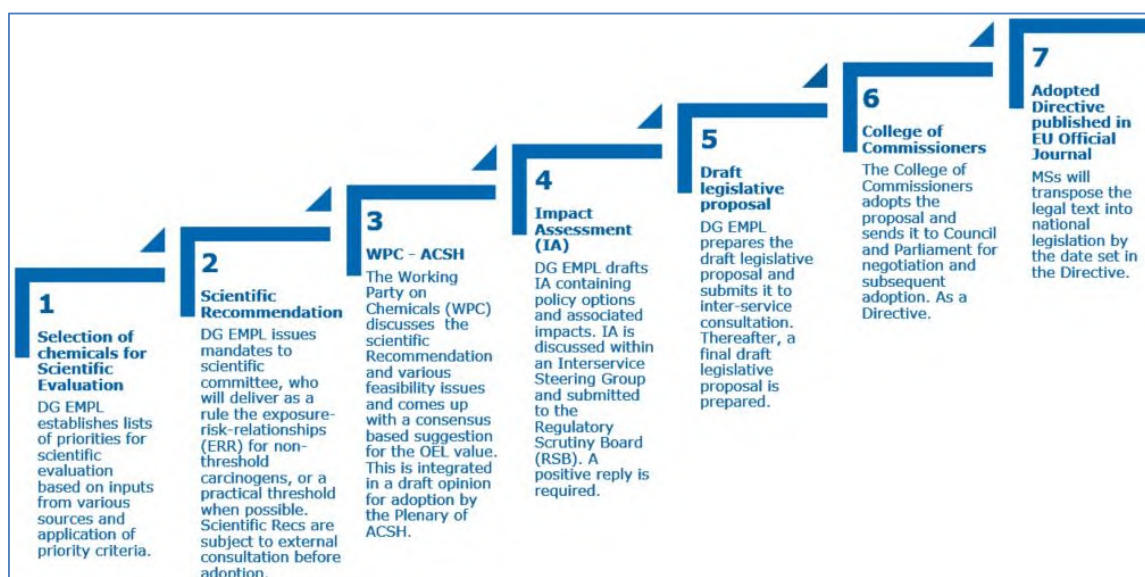 1
Selection of
chemicals for
Scientific
Evaluation
DG EMPL
establishes lists
of priorities for
scientific
evaluation
based on inputs
from various
sources and
application of
priority criteria.
2
Scientific
Recommendation
DG EMPL issues
mandates to
scientific
committee, who
will deliver as a
rule the exposure-
risk-relationships
(ERR) for non-
threshold
carcinogens, or a
practical threshold
when possible.
Scientific Recs are
subject to external
consultation before
adoption.
3
WPC - ACSH
The Working
Party on
Chemicals (WPC)
discusses the
scientific
Recommendation
and various
feasibility issues
and comes up
with a consensus
based suggestion
for the OEL value.
This is integrated
in a draft opinion
for adoption by
the Plenary of
ACSH.
4
Impact
Assessment
(IA)
DG EMPL drafts
IA containing
policy options
and associated
impacts. IA is
discussed within
an Interservice
Steering Group
and submitted
to the
Regulatory
Scrutiny Board
(RSB). A
positive reply is
required.
5
Draft
legislative
proposal
DG EMPL
prepares the
draft legislative
proposal and
submits it to
inter-service
consultation.
Thereafter, a
final draft
legislative
proposal is
prepared.
6
College of
Commissioners
The College of
Commissioners
adopts the
proposal and
sends it to Council
and Parliament for
negotiation and
subsequent
adoption. As a
Directive.
7
Adopted
Directive
published in
EU Official
Journal
MSs will
transpose the
legal text into
national
legislation by
the date set in
the Directive.